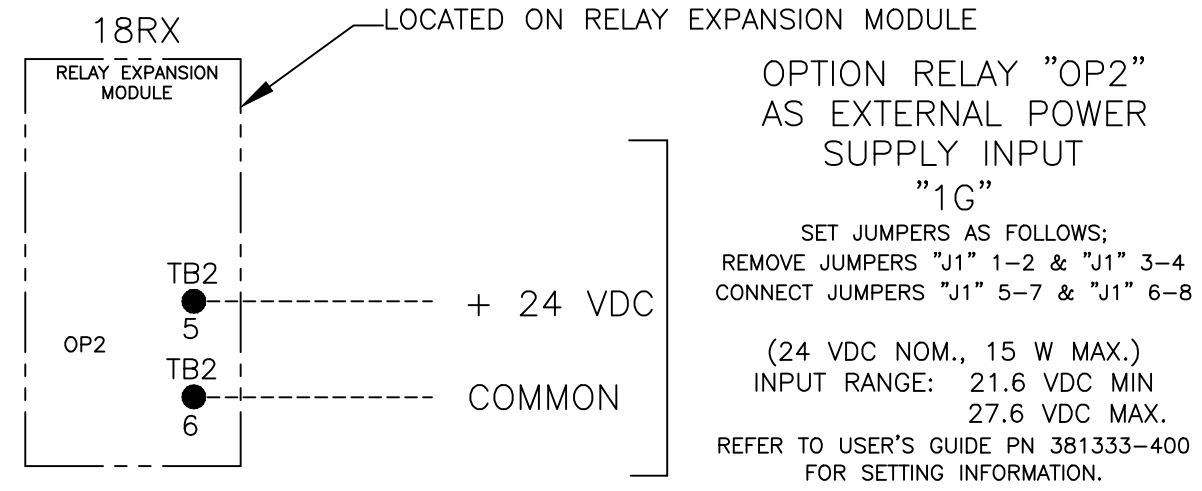 18RX
LOCATED ON RELAY EXPANSION MODULE
RELAY EXPANSION
MODULE
TB2
5
OP2
TB2
6
+ 24 VDC
COMMON
OPTION RELAY "OP2"
AS EXTERNAL POWER
SUPPLY INPUT
"1G"
SET JUMPERS AS FOLLOWS;
REMOVE JUMPERS "J1" 1-2 & "J1" 3-4
CONNECT JUMPERS "J1" 5-7 & "J1" 6-8
(24 VDC NOM., 15 W MAX.)
INPUT RANGE: 21.6 VDC MIN
27.6 VDC MAX.
REFER TO USER'S GUIDE PN 381333-400
FOR SETTING INFORMATION.